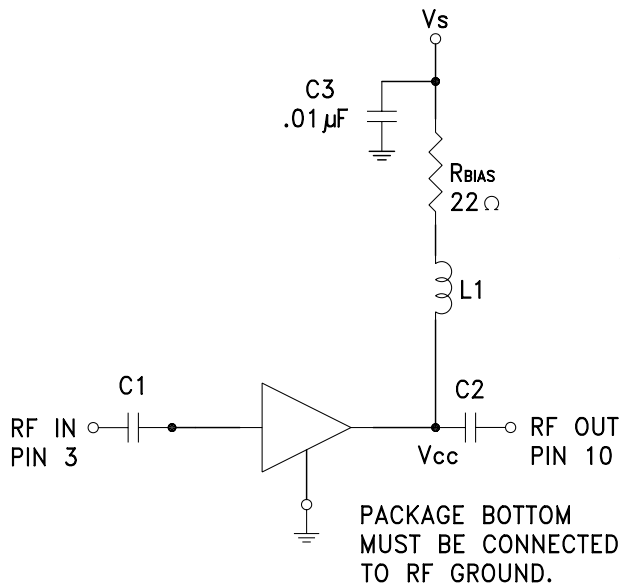 Vs
C3
.01µF
RBIAS
22Ω
L1
C1
C2
RF IN
PIN 3
Vcc
RF OUT
PIN 10
PACKAGE BOTTOM
MUST BE CONNECTED
TO RF GROUND.